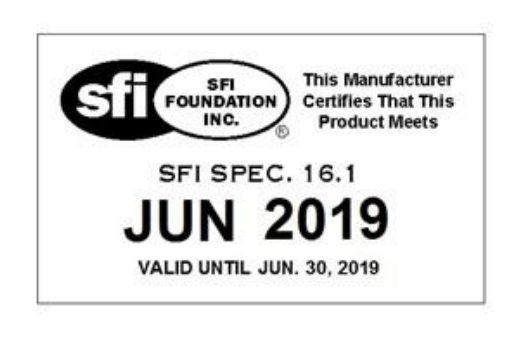 sfi
SFI
FOUNDATION
INC.
®
This Manufacturer
Certifies That This
Product Meets
SFI SPEC. 16.1
JUN 2019
VALID UNTIL JUN. 30, 2019